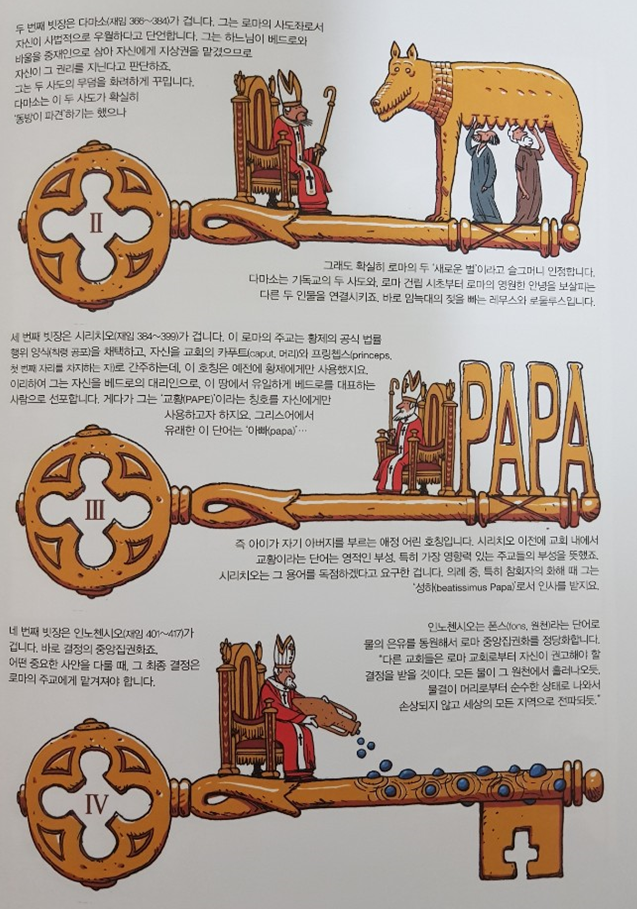 두 번째 빗장은 다마소(재임 366~384)가 겁니다. 그는 로마의 사도좌로서
자신이 사법적으로 우월하다고 단언합니다. 그는 하느님이 베드로와
바울을 중재인으로 삼아 자신에게 지상권을 맡겼으므로
자신이 그 권리를 지닌다고 판단하죠.
그는 두 사도의 무덤을 화려하게 꾸밉니다.
다마소는 이 두 사도가 확실히
'동방이 파견'하기는 했으나
II
그래도 확실히 로마의 두 '새로운 별'이라고 슬그머니 인정합니다.
다마소는 기독교의 두 사도와, 로마 건립 시초부터 로마의 영원한 안녕을 보살피는
다른 두 인물을 연결시키죠. 바로 암늑대의 젖을 빠는 레무스와 로물루스입니다.
세 번째 빗장은 시리치오(재임 384~399)가 겁니다. 이 로마의 주교는 황제의 공식 법률
행위 양식(칙령 공포)을 채택하고, 자신을 교회의 카푸트(caput, 머리)와 프링켑스(princeps,
첫 번째 자리를 차지하는 자)로 간주하는데, 이 호칭은 예전에 황제에게만 사용했지요.
이리하여 그는 자신을 베드로의 대리인으로, 이 땅에서 유일하게 베드로를 대표하는
사람으로 선포합니다. 게다가 그는 '교황(PAPE)'이라는 칭호를 자신에게만
사용하고자 하지요. 그리스어에서
유래한 이 단어는 '아빠(papa)'…
PAPA
III
즉 아이가 자기 아버지를 부르는 애정 어린 호칭입니다. 시리치오 이전에 교회 내에서
교황이라는 단어는 영적인 부성, 특히 가장 영향력 있는 주교들의 부성을 뜻했죠.
시리치오는 그 용어를 독점하겠다고 요구한 겁니다. 의례 중, 특히 참회자의 화해 때 그는
'성하(beatissimus Papa)'로서 인사를 받지요.
네 번째 빗장은 인노첸시오(재임 401~417)가
겁니다. 바로 결정의 중앙집권화죠.
어떤 중요한 사안을 다룰 때, 그 최종 결정은
로마의 주교에게 맡겨져야 합니다.
인노첸시오는 폰스(fons, 원천)라는 단어로
물의 은유를 동원해서 로마 중앙집권화를 정당화합니다.
"다른 교회들은 로마 교회로부터 자신이 권고해야 할
결정을 받을 것이다. 모든 물이 그 원천에서 흘러나오듯,
물결이 머리로부터 순수한 상태로 나와서
손상되지 않고 세상의 모든 지역으로 전파되듯."
IV